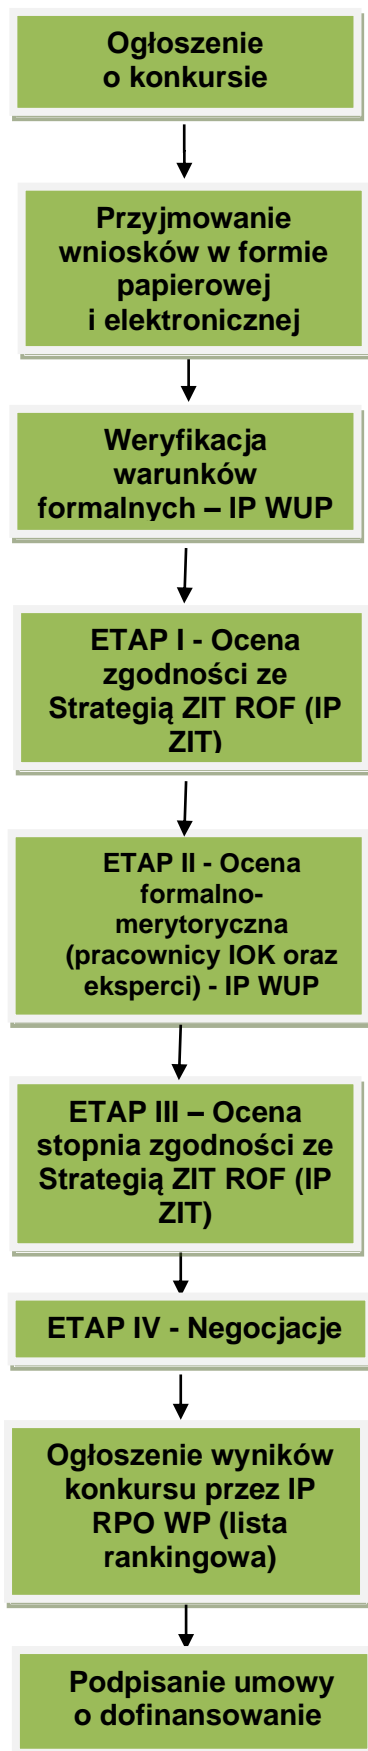 Ogłoszenie
o konkursie
Przyjmowanie
wniosków w formie
papierowej
i elektronicznej
Weryfikacja
warunków
formalnych – IP WUP
ETAP I - Ocena
zgodności ze
Strategią ZIT ROF (IP
ZIT)
ETAP II - Ocena
formalno-
merytoryczna
(pracownicy IOK oraz
eksperci) - IP WUP
ETAP III – Ocena
stopnia zgodności ze
Strategią ZIT ROF (IP
ZIT)
ETAP IV - Negocjacje
Ogłoszenie wyników
konkursu przez IP
RPO WP (lista
rankingowa)
Podpisanie umowy
o dofinansowanie